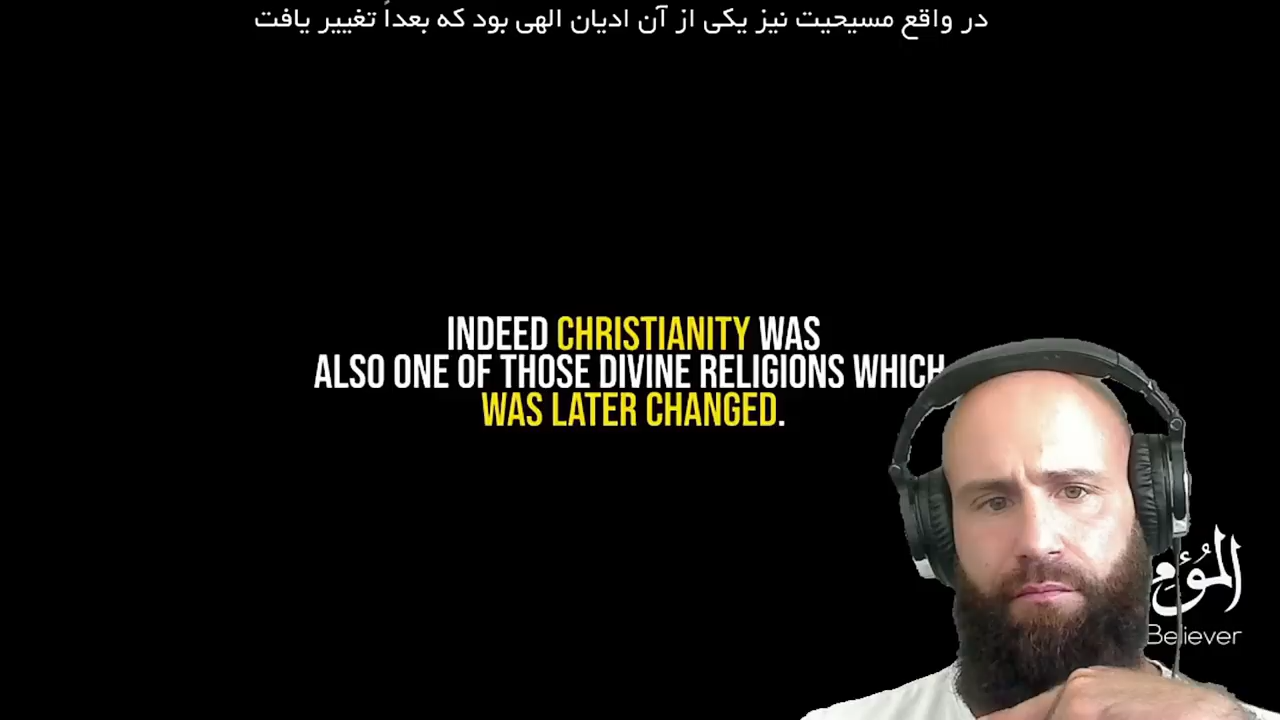 در واقع مسیحیت نیز یکی از آن ادیان الهی بود که بعداً تغییر یافت
INDEED CHRISTIANITY WAS
ALSO ONE OF THOSE DIVINE RELIGIONS WHICH
WAS LATER CHANGED.
Believer